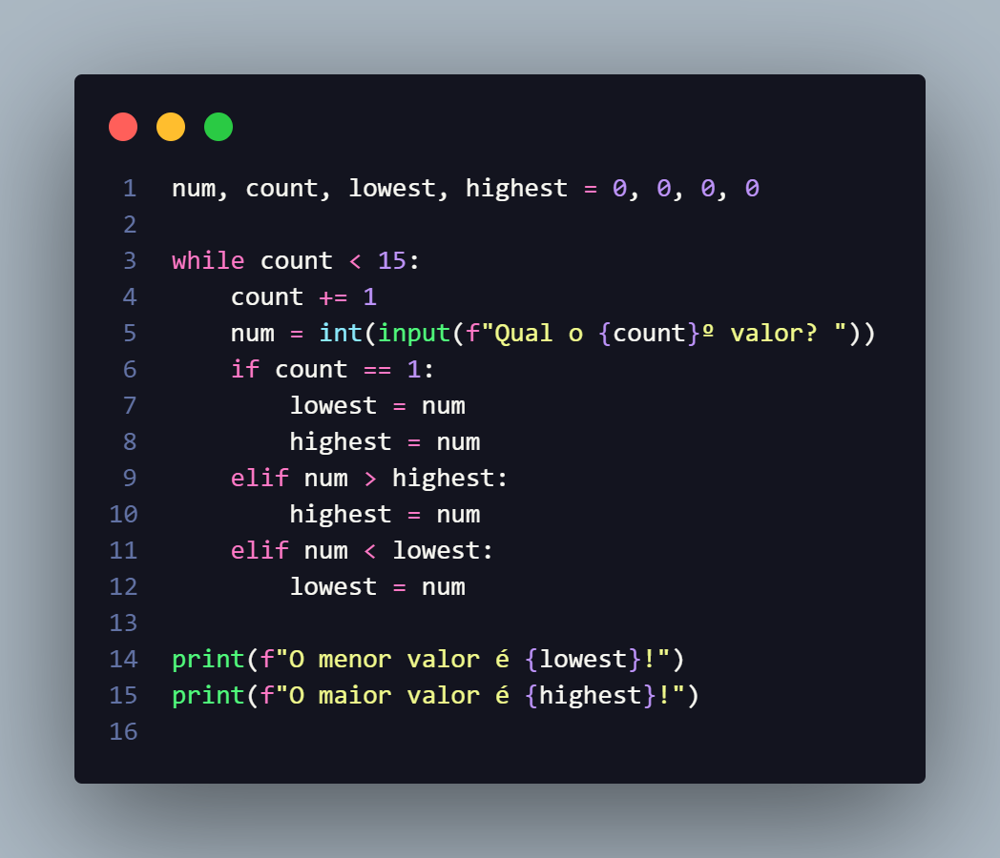 1 num, count, lowest, highest = 0, 0, 0, 0
2
3 while count < 15:
4     count += 1
5     num = int(input(f"Qual o {count}º valor? "))
6     if count == 1:
7         lowest = num
8         highest = num
9     elif num > highest:
10         highest = num
11     elif num < lowest:
12         lowest = num
13
14 print(f"O menor valor é {lowest}!")
15 print(f"O maior valor é {highest}!")
16